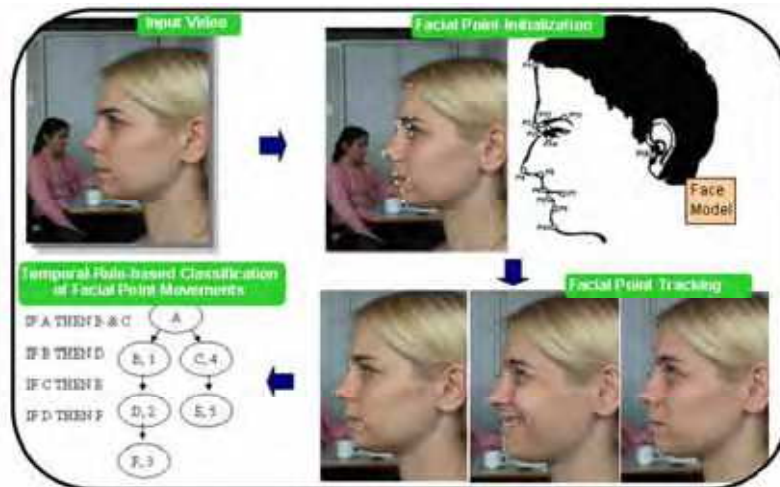 Input Video
Facial Point-Initialization
Face
Model
Temporal Rule-based Classification
of Facial Point Movements
Facial Point Tracking
IF A THEN B & C
IF B THEN D
IF C THEN E
IF D THEN F
A
B, 1
C, 4
D, 2
E, 5
F, 3